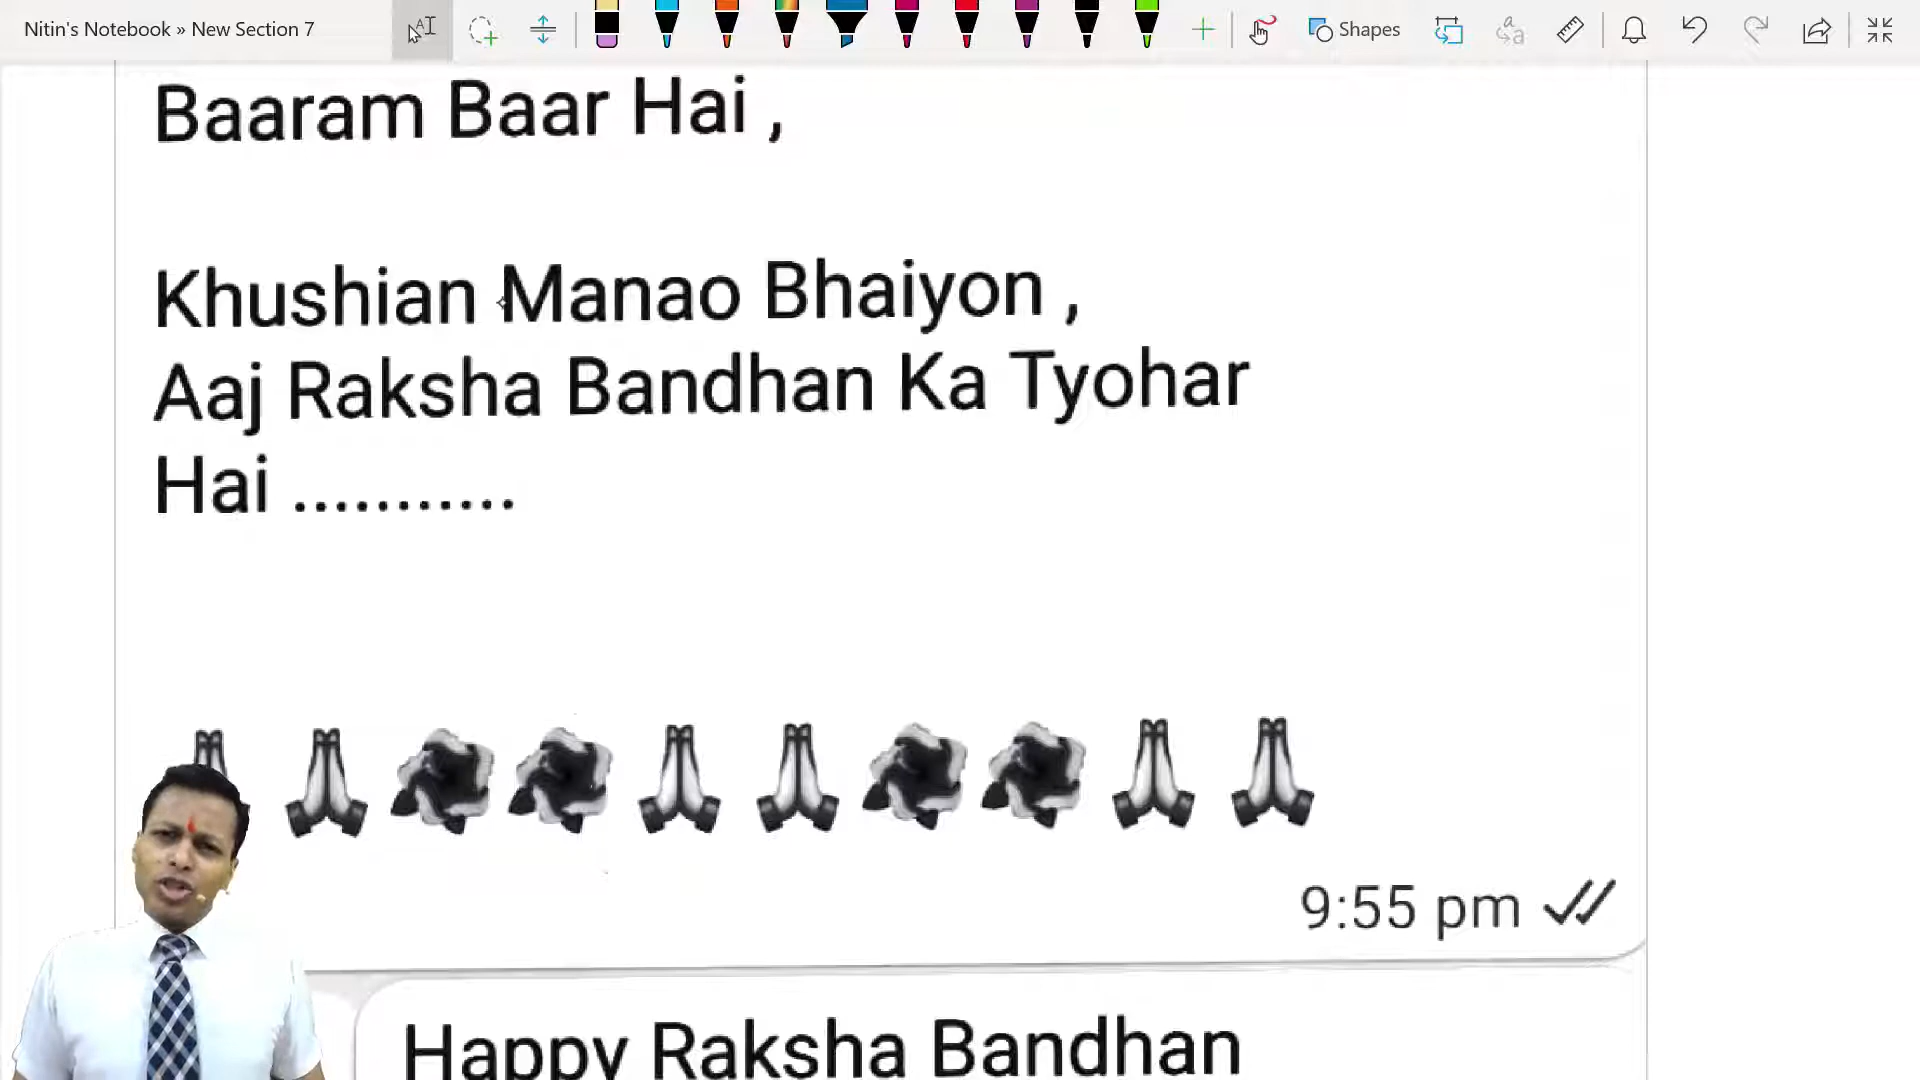 Nitin's Notebook » New Section 7
Shapes
Baaram Baar Hai ,
Khushian Manao Bhaiyon ,
Aaj Raksha Bandhan Ka Tyohar
Hai ...........
9:55 pm
Happy Raksha Bandhan